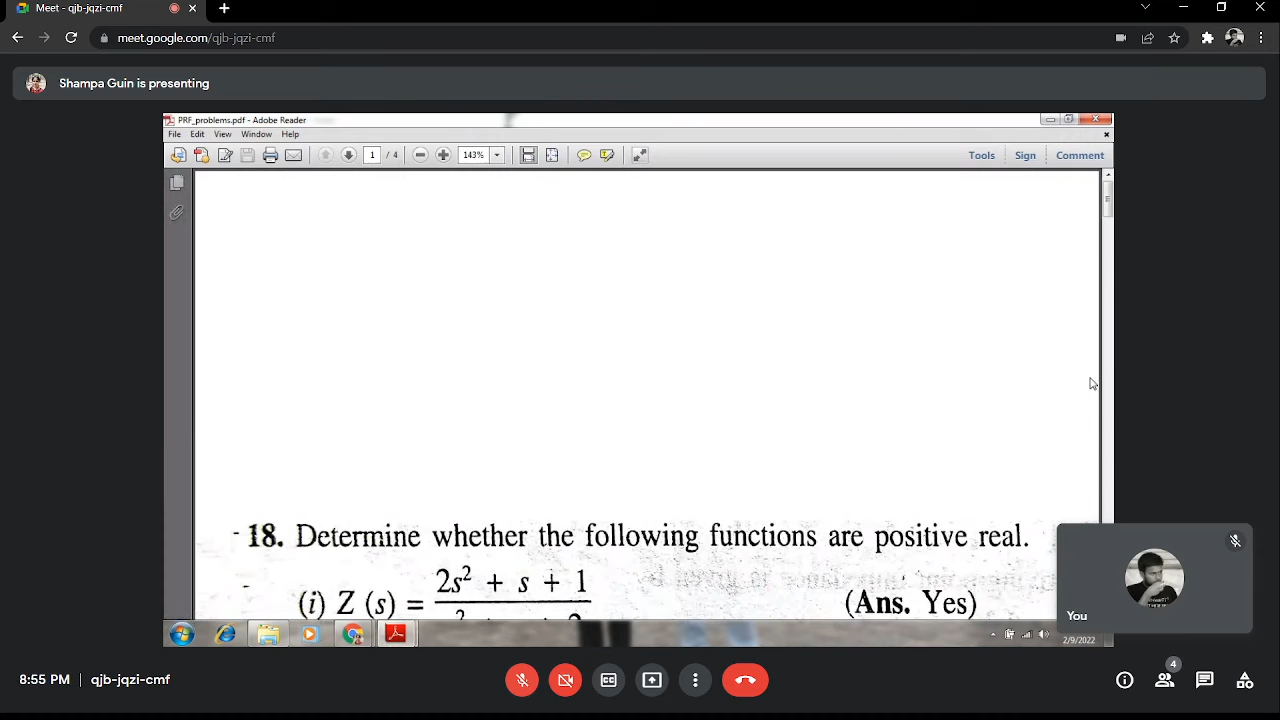 Meet - qjb-jqzi-cmf
meet.google.com/qjb-jqzi-cmf
Shampa Guin is presenting
PRF_problems.pdf - Adobe Reader
File Edit View Window Help
1 / 4 143% Tools Sign Comment
18. Determine whether the following functions are positive real.
2s² + s + 1
(i) Z (s) = (Ans. Yes)
You
2/9/2022
8:55 PM qjb-jqzi-cmf 4